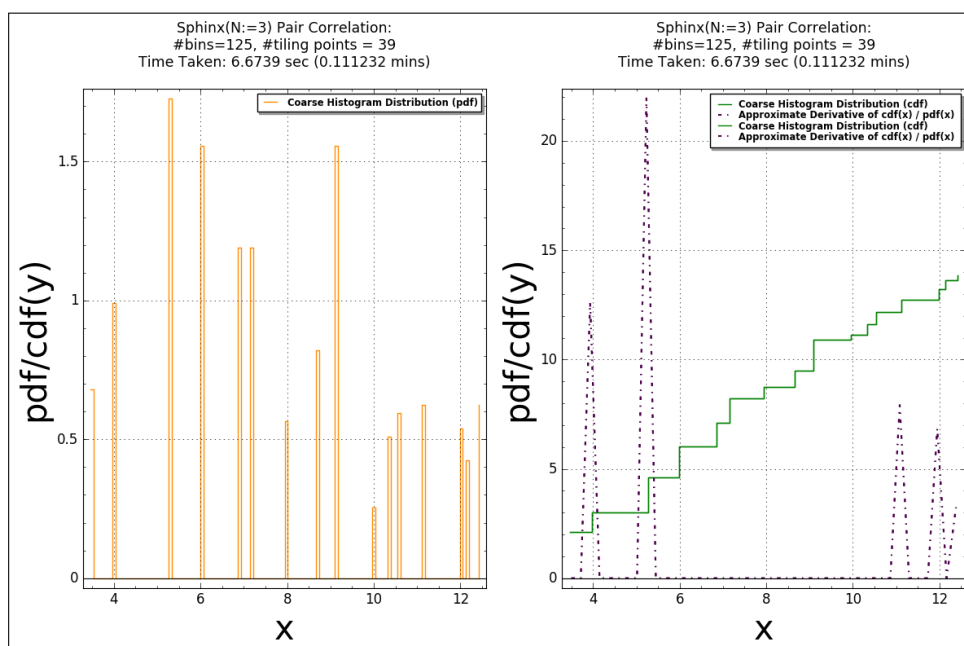 Sphinx(N:=3) Pair Correlation:
#bins=125, #tiling points = 39
Time Taken: 6.6739 sec (0.111232 mins)
Coarse Histogram Distribution (pdf)
pdf/cdf(y)
1.5
1
0.5
0
4
6
8
10
12
x
Sphinx(N:=3) Pair Correlation:
#bins=125, #tiling points = 39
Time Taken: 6.6739 sec (0.111232 mins)
Coarse Histogram Distribution (cdf)
Approximate Derivative of cdf(x) / pdf(x)
Coarse Histogram Distribution (cdf)
Approximate Derivative of cdf(x) / pdf(x)
pdf/cdf(y)
20
15
10
5
0
4
6
8
10
12
x